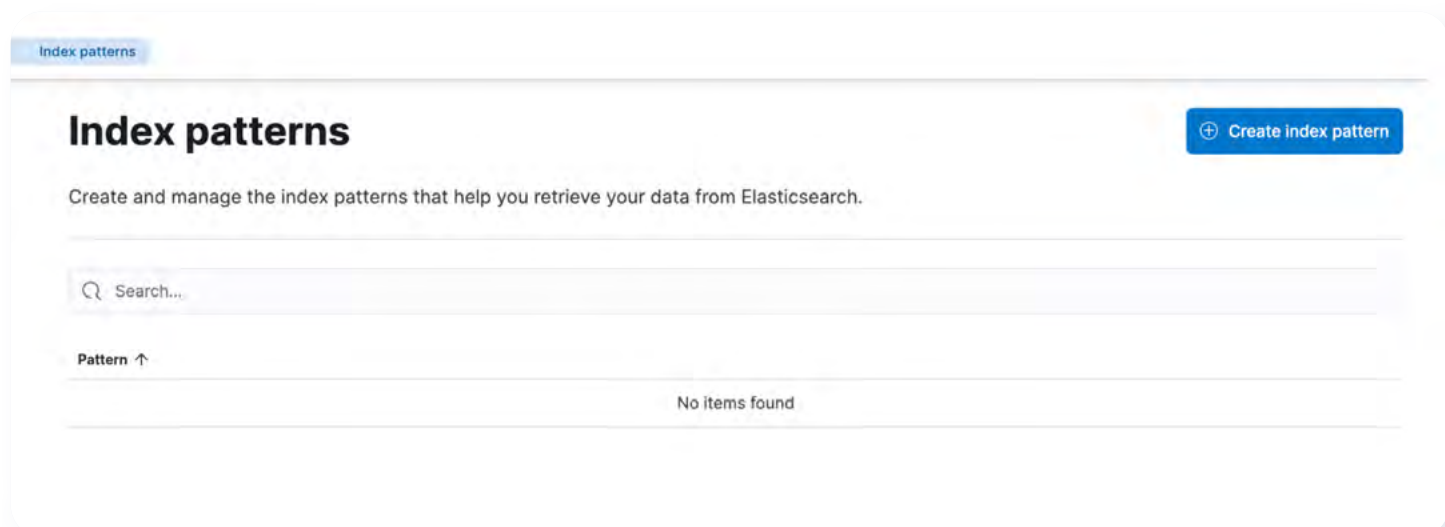 Index patterns
Index patterns
Create index pattern
Create and manage the index patterns that help you retrieve your data from Elasticsearch.
Search...
Pattern ↑
No items found